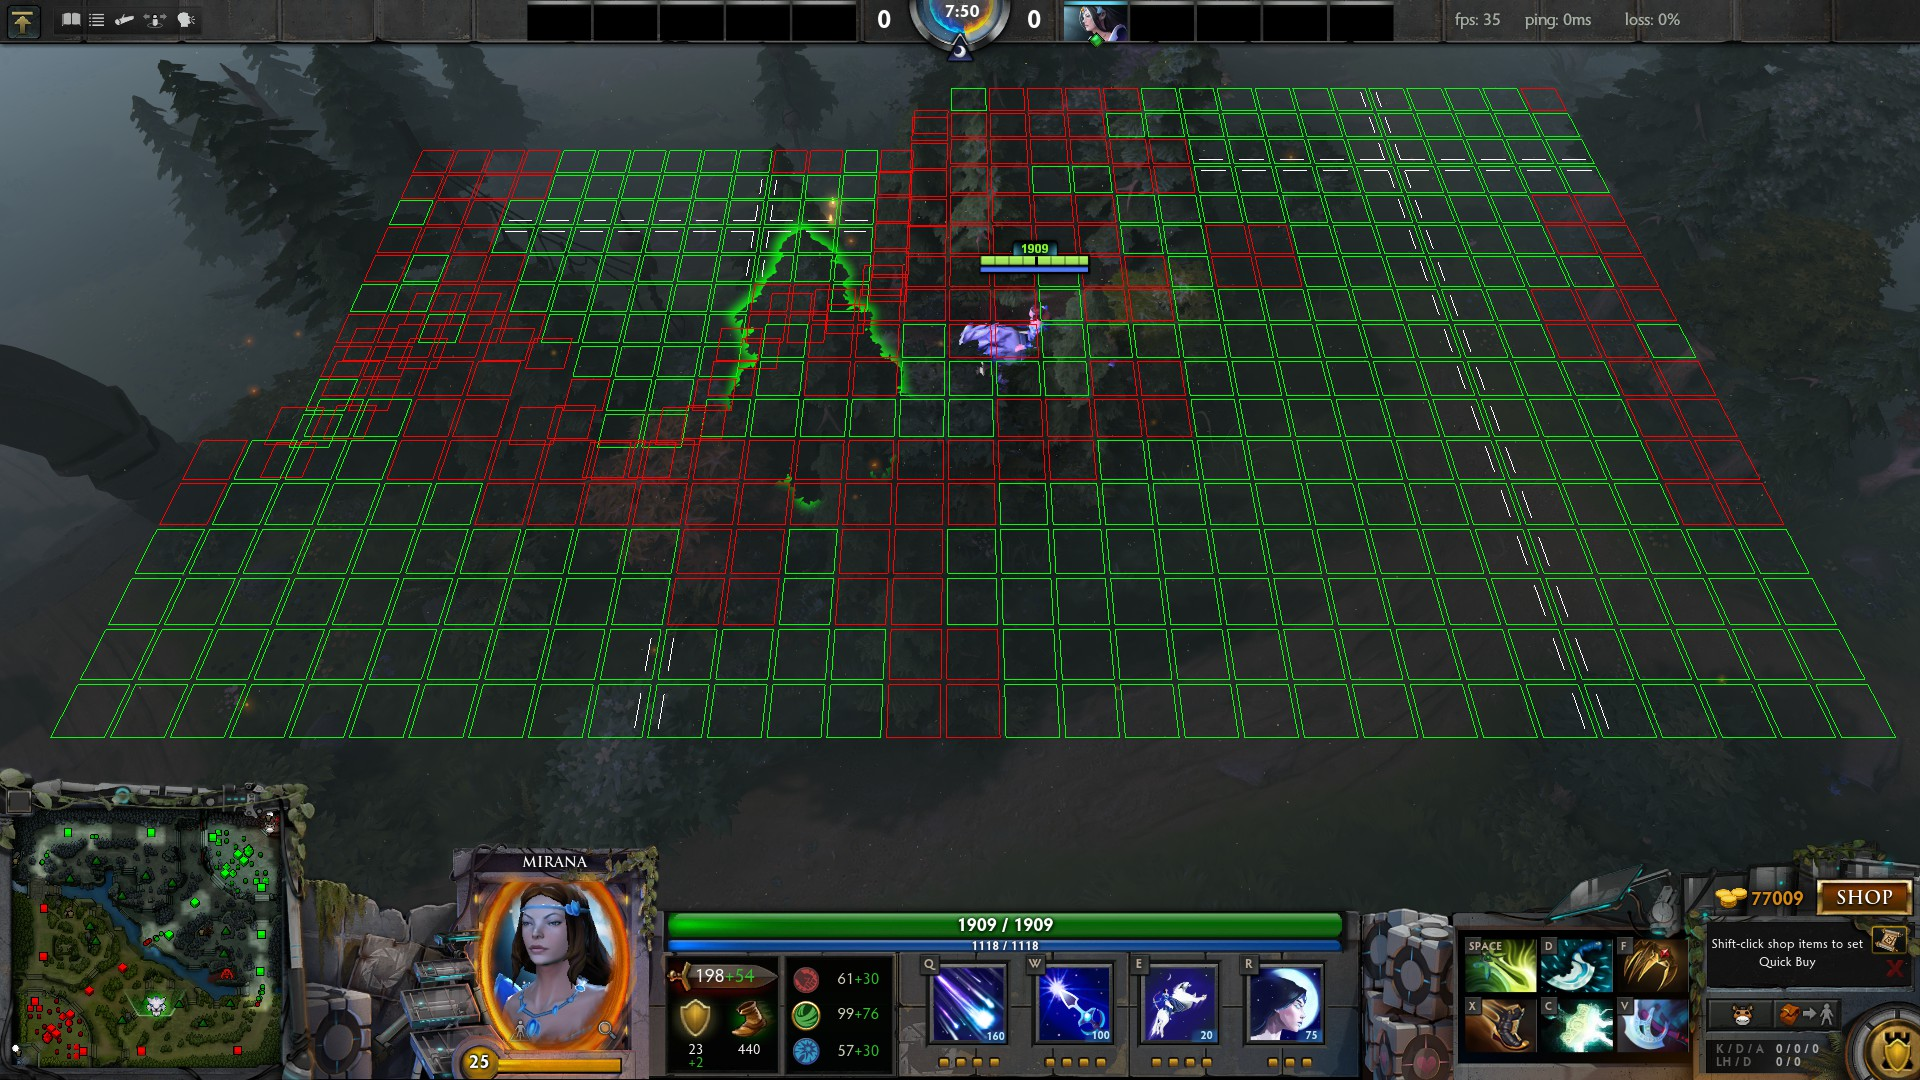 0
7:50
0
fps: 35 ping: 0ms loss: 0%
1909
MIRANA
25
1909 / 1909
1118 / 1118
198+54
23
+2
440
61+30
99+76
57+30
Q
160
W
100
E
20
R
75
SPACE
D
F
X
C
V
77009
SHOP
Shift-click shop items to set
Quick Buy
K / D / A 0 / 0 / 0
LH / D 0 / 0